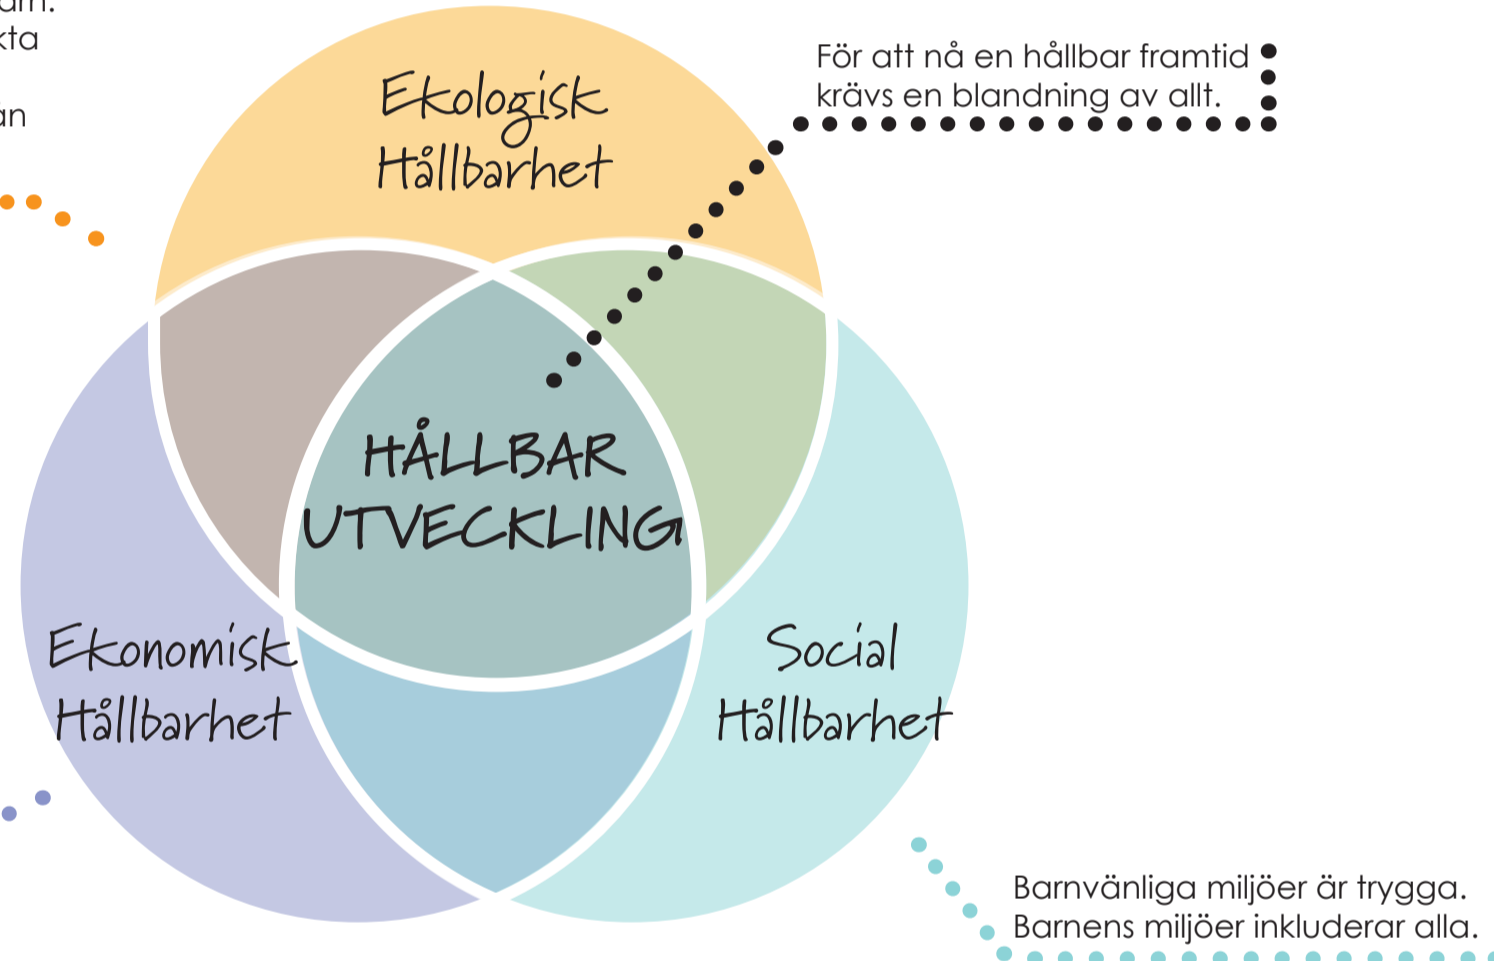 Ekologisk
Hållbarhet
För att nå en hållbar framtid
krävs en blandning av allt.
HÅLLBAR
UTVECKLING
Ekonomisk
Hållbarhet
Social
Hållbarhet
Barnvänliga miljöer är trygga.
Barnens miljöer inkluderar alla.